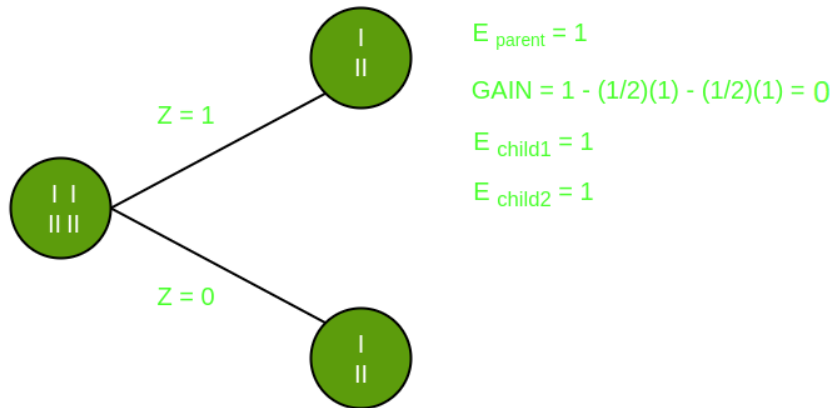 I
II
E parent = 1
GAIN = 1 - (1/2)(1) - (1/2)(1) = 0
Z = 1
E child1 = 1
E child2 = 1
I I
II II
Z = 0
I
II